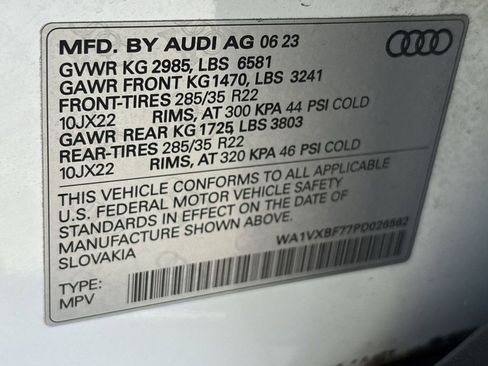 MFD. BY AUDI AG 06 23
GVWR KG 2985, LBS 6581
GAWR FRONT KG 1470, LBS 3241
FRONT-TIRES 285/35 R22
10JX22 RIMS, AT 300 KPA 44 PSI COLD
GAWR REAR KG 1725, LBS 3803
REAR-TIRES 285/35 R22
10JX22 RIMS, AT 320 KPA 46 PSI COLD
THIS VEHICLE CONFORMS TO ALL APPLICABLE
U.S. FEDERAL MOTOR VEHICLE SAFETY
STANDARDS IN EFFECT ON THE DATE OF
MANUFACTURE SHOWN ABOVE.
SLOVAKIA
WA1VXBF77PD026562
TYPE:
MPV